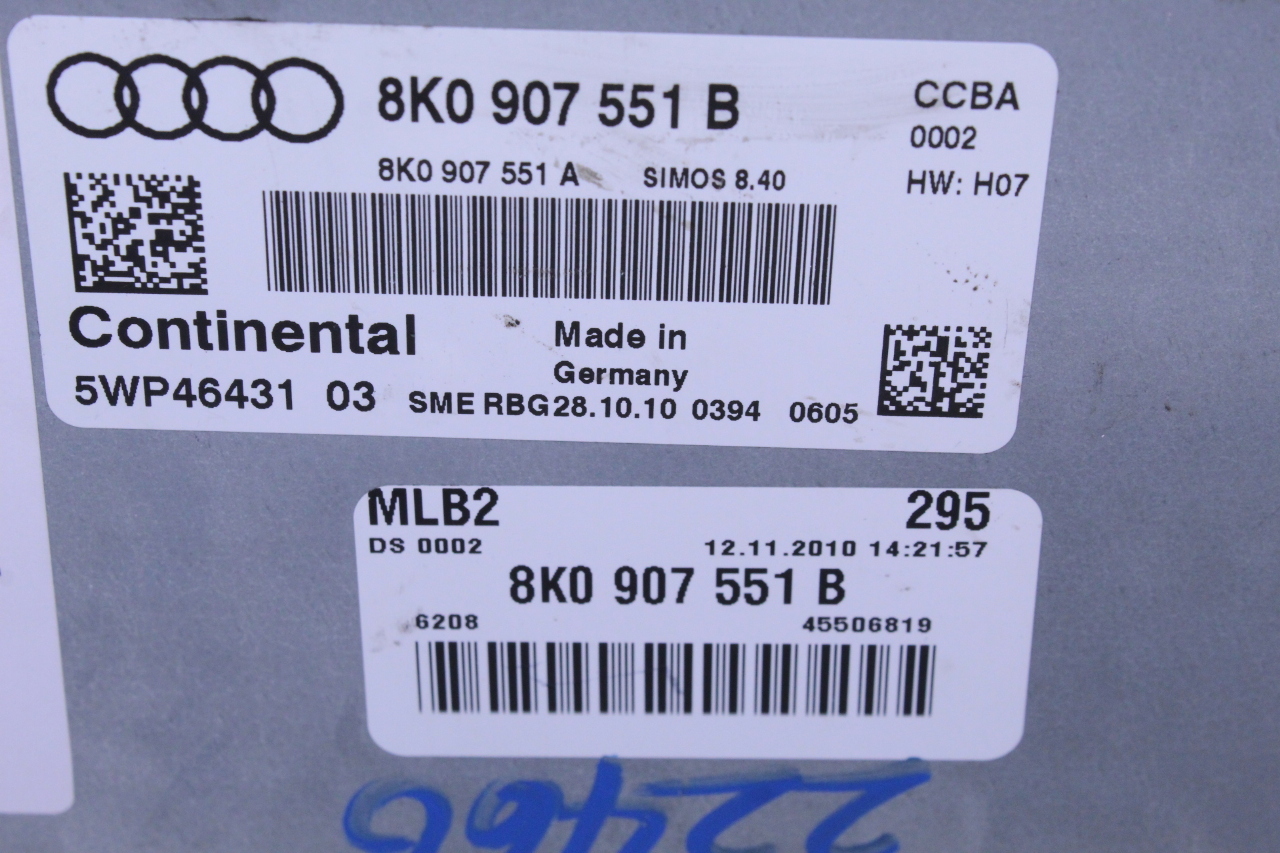 8K0 907 551 B
CCBA
0002
8K0 907 551 A SIMOS 8.40
HW: H07
Continental
Made in
Germany
5WP46431 03 SME RBG28.10.10 0394 0605
MLB2 295
DS 0002 12.11.2010 14:21:57
8K0 907 551 B
6208 45506819